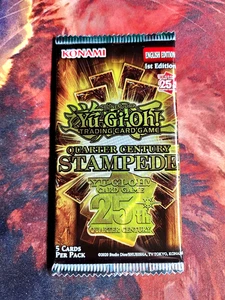 KONAMI
ENGLISH EDITION
1st Edition
25
Yu-Gi-Oh!
TRADING CARD GAME
QUARTER CENTURY
STAMPEDE
YU-GI-OH!
CARD GAME
25th
QUARTER CENTURY
5 CARDS
PER PACK